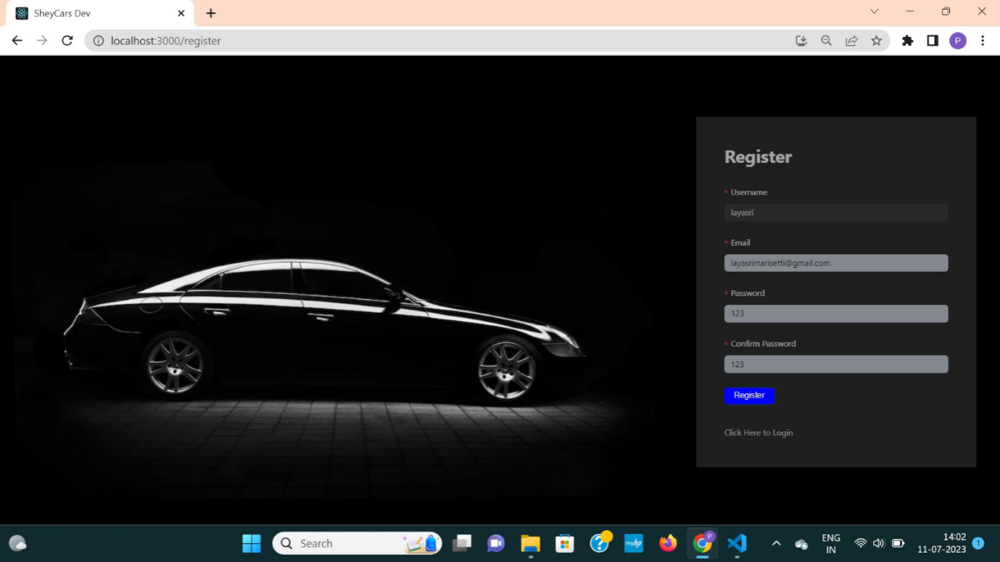 SheyCars Dev
localhost:3000/register
P
Register
* Username
layasri
* Email
layasrimarisetti@gmail.com
* Password
123
* Confirm Password
123
Register
Click Here to Login
Search
P
myhp
ENG
IN
14:02
11-07-2023
1